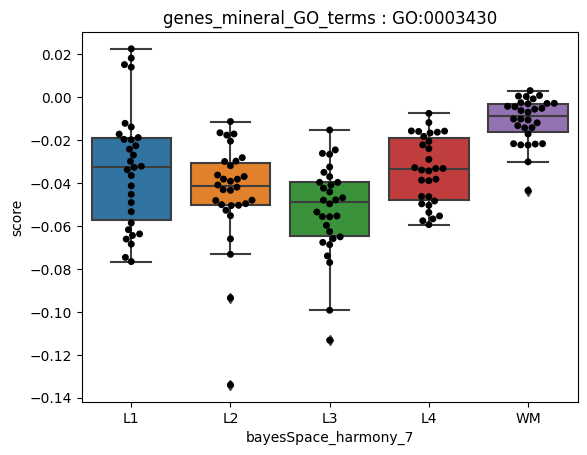 genes_mineral_GO_terms : GO:0003430
score
0.02
0.00
−0.02
−0.04
−0.06
−0.08
−0.10
−0.12
−0.14
L1 L2 L3 L4 WM
bayesSpace_harmony_7